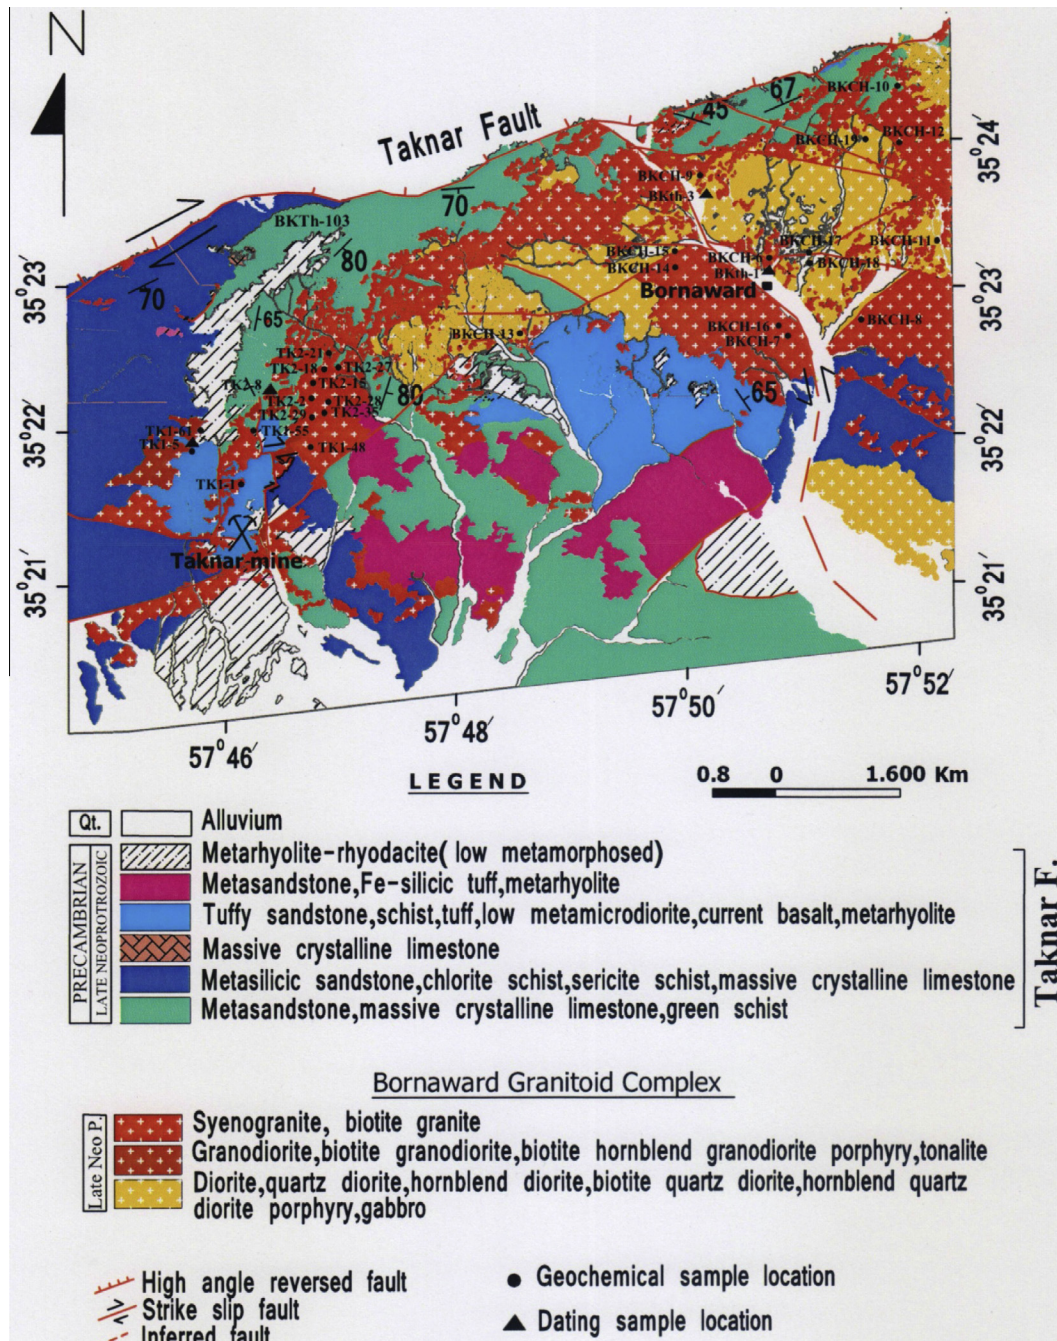 N
Taknar Fault
67
45
70
80
70
65
80
65
BKCH-10
BKCH-19
BKCH-12
BKCH-9
BKth-3
BKTh-103
BKCH-15
BKCH-14
BKCH-17
BKCH-11
BKCH-6
BKCH-18
BKth-1
Bornaward
BKCH-16
BKCH-7
BKCH-8
BKCH-13
TK2-21
TK2-18
TK2-27
TK2-15
TK2-8
TK2-2
TK2-28
TK2-29
TK2-35
TK1-61
TK1-55
TK1-5
TK1-48
TK1-1
Taknar mine
35°23′
35°22′
35°21′
35°24′
35°23′
35°22′
35°21′
57°46′
57°48′
57°50′
57°52′
LEGEND
0.8 0 1.600 Km
Qt.
Alluvium
PRECAMBRIAN
LATE NEOPROTROZOIC
Metarhyolite-rhyodacite( low metamorphosed)
Metasandstone,Fe-silicic tuff,metarhyolite
Tuffy sandstone,schist,tuff,low metamicrodiorite,current basalt,metarhyolite
Massive crystalline limestone
Metasilicic sandstone,chlorite schist,sericite schist,massive crystalline limestone
Metasandstone,massive crystalline limestone,green schist
Taknar F.
Bornaward Granitoid Complex
Late Neo P.
Syenogranite, biotite granite
Granodiorite,biotite granodiorite,biotite hornblend granodiorite porphyry,tonalite
Diorite,quartz diorite,hornblend diorite,biotite quartz diorite,hornblend quartz
diorite porphyry,gabbro
High angle reversed fault
Strike slip fault
Inferred fault
Geochemical sample location
Dating sample location